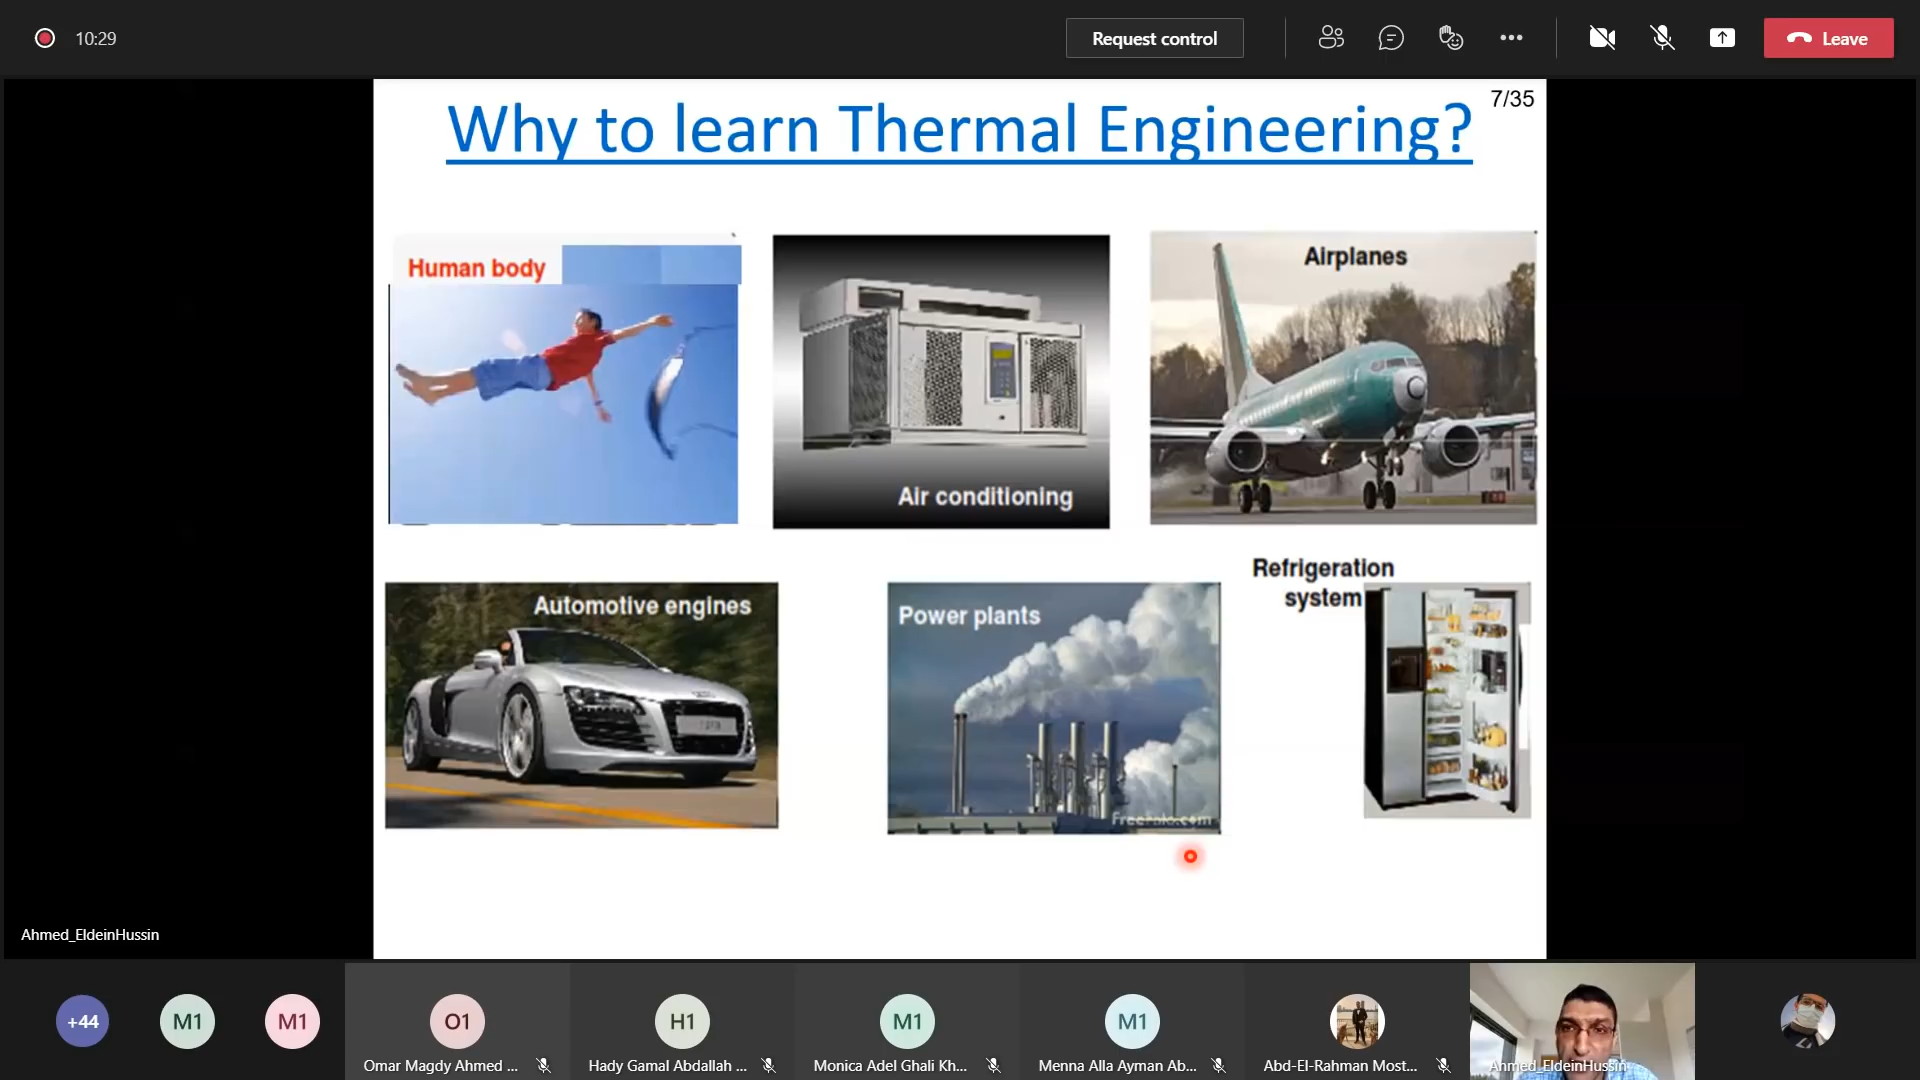 10:29
Request control
Leave
7/35
Why to learn Thermal Engineering?
Human body
Air conditioning
Airplanes
Automotive engines
Power plants
Refrigeration
system
Ahmed_EldeinHussin
+44
M1
M1
O1
H1
M1
M1
Omar Magdy Ahmed ...
Hady Gamal Abdallah ...
Monica Adel Ghali Kh...
Menna Alla Ayman Ab...
Abd-El-Rahman Most...
Ahmed_EldeinHussin